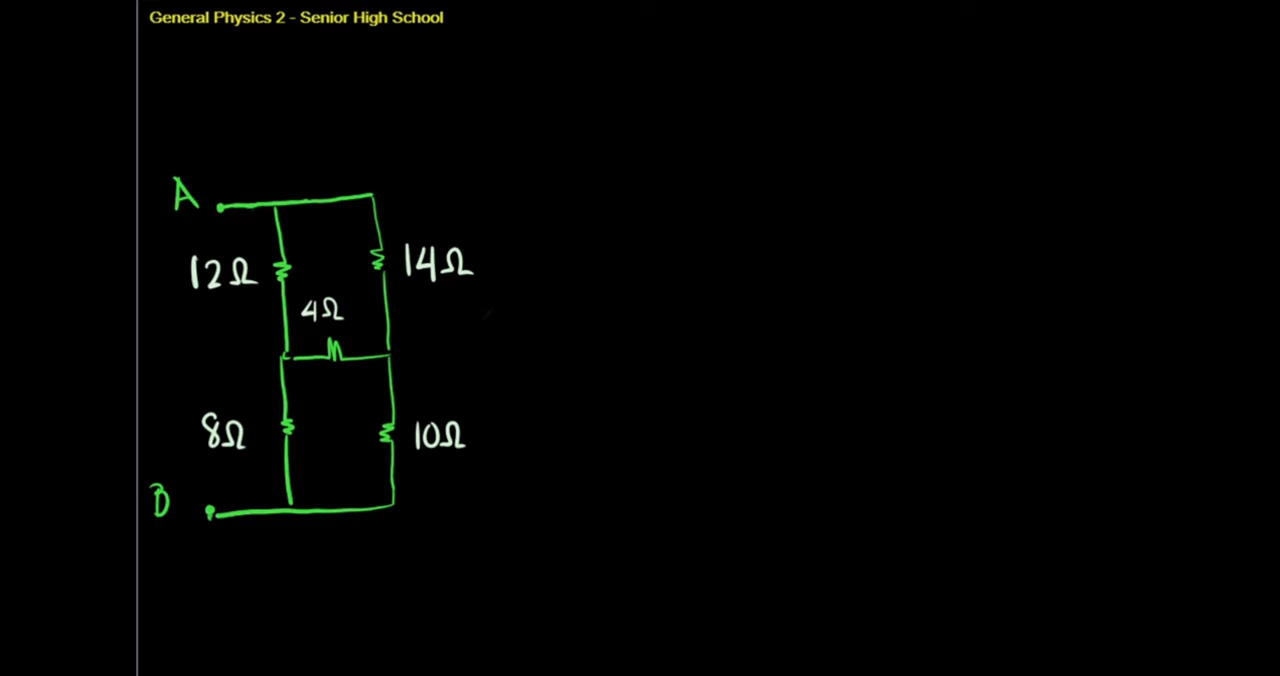 General Physics 2 - Senior High School
A
12Ω
14Ω
4Ω
8Ω
10Ω
B